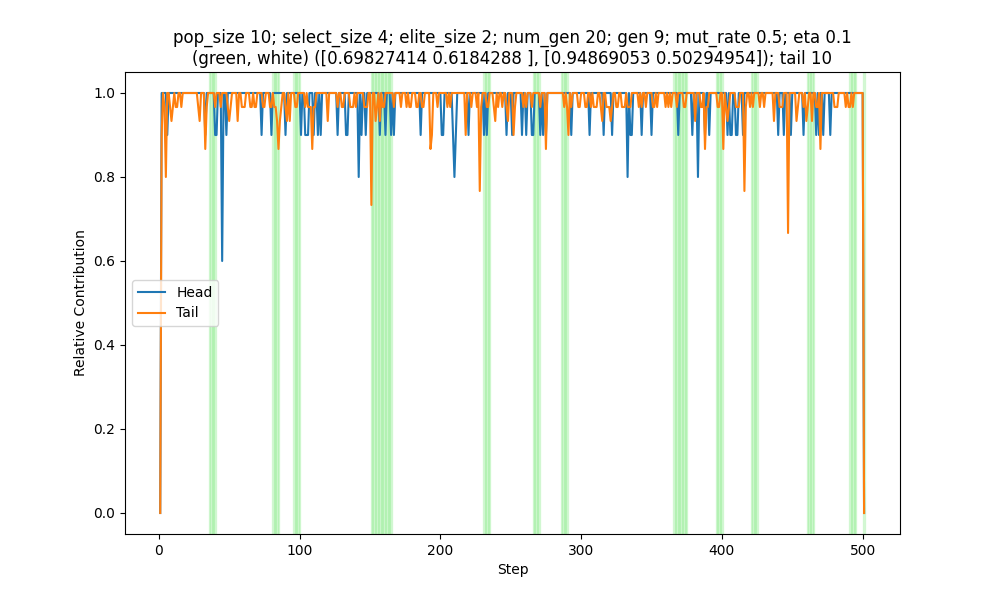 pop_size 10; select_size 4; elite_size 2; num_gen 20; gen 9; mut_rate 0.5; eta 0.1
(green, white) ([0.69827414 0.6184288 ], [0.94869053 0.50294954]); tail 10
1.0
0.8
0.6
0.4
0.2
0.0
Relative Contribution
Head
Tail
0 100 200 300 400 500
Step